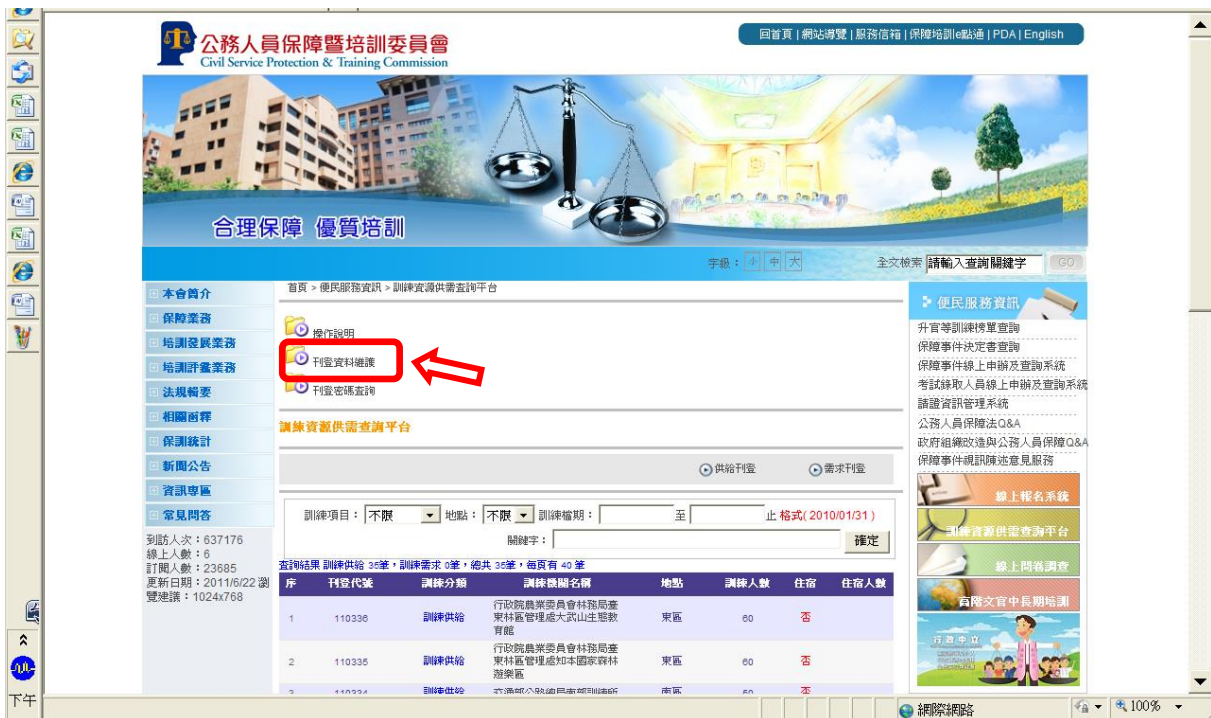 公務人員保障暨培訓委員會
Civil Service Protection & Training Commission
回首頁 | 網站導覽 | 服務信箱 | 保障培訓e點通 | PDA | English
合理保障 優質培訓
字級： 小 中 大
全文檢索 請輸入查詢關鍵字 GO
本會簡介
保障業務
培訓發展業務
培訓評鑑業務
法規輯要
相關函釋
保訓統計
新聞公告
資訊專區
常見問答
到訪人次：637176
線上人數：6
訂閱人數：23685
更新日期：2011/6/22 瀏
覽建議：1024x768
首頁 > 便民服務資訊 > 訓練資源供需查詢平台
操作說明
刊登資料維護
刊登密碼查詢
訓練資源供需查詢平台
供給刊登 需求刊登
訓練項目： 不限 地點： 不限 訓練檔期： 至 止 格式( 2010/01/31 )
關鍵字： 確定
查詢結果 訓練供給 35筆，訓練需求 0筆，總共 35筆，每頁有 40 筆
序 刊登代號 訓練分類 訓練機關名稱 地點 訓練人數 住宿 住宿人數
1 110336 訓練供給 行政院農業委員會林務局臺
東林區管理處大武山生態教
育館 東區 60 否
2 110335 訓練供給 行政院農業委員會林務局臺
東林區管理處知本國家森林
遊樂區 東區 60 否
3 110334 訓練供給 交通部公路總局南部訓練所 南區 60 否
便民服務資訊
升官等訓練榜單查詢
保障事件決定書查詢
保障事件線上申辦及查詢系統
考試錄取人員線上申辦及查詢系統
諸證資訊管理系統
公務人員保障法Q&A
政府組織改造與公務人員保障Q&A
保障事件視訊陳述意見服務
線上報名系統
訓練資源供需查詢平台
線上問卷調查
高階文官中長期培訓
行政中立
下午
網際網路
100%